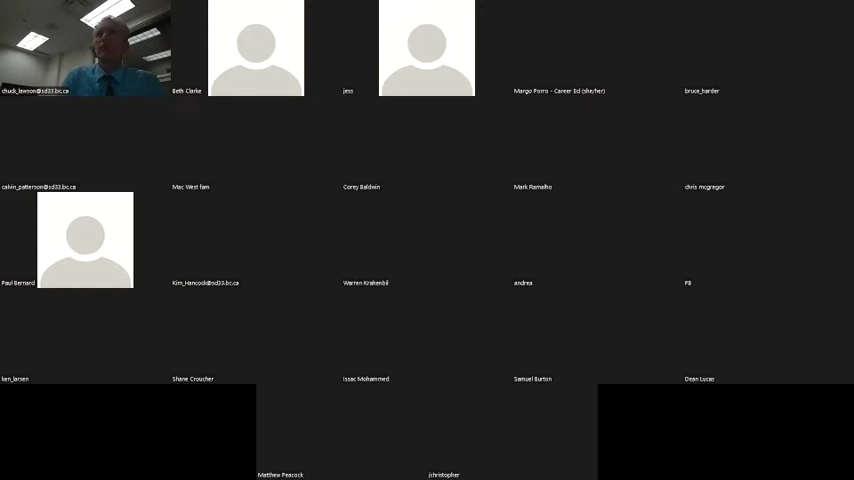 chuck_lawson@sd33.bc.ca
Beth Clarke
jess
Margo Porro - Career Ed (she/her)
bruce_harder
calvin_patterson@sd33.bc.ca
Mac West fam
Corey Baldwin
Mark Ramalho
chris mcgregor
Paul Bernard
Kim_Hancock@sd33.bc.ca
Warren Krahenbil
andrea
PB
ken_larsen
Shane Croucher
Issac Mohammed
Samuel Burton
Dean Lucas
Matthew Peacock
jchristopher